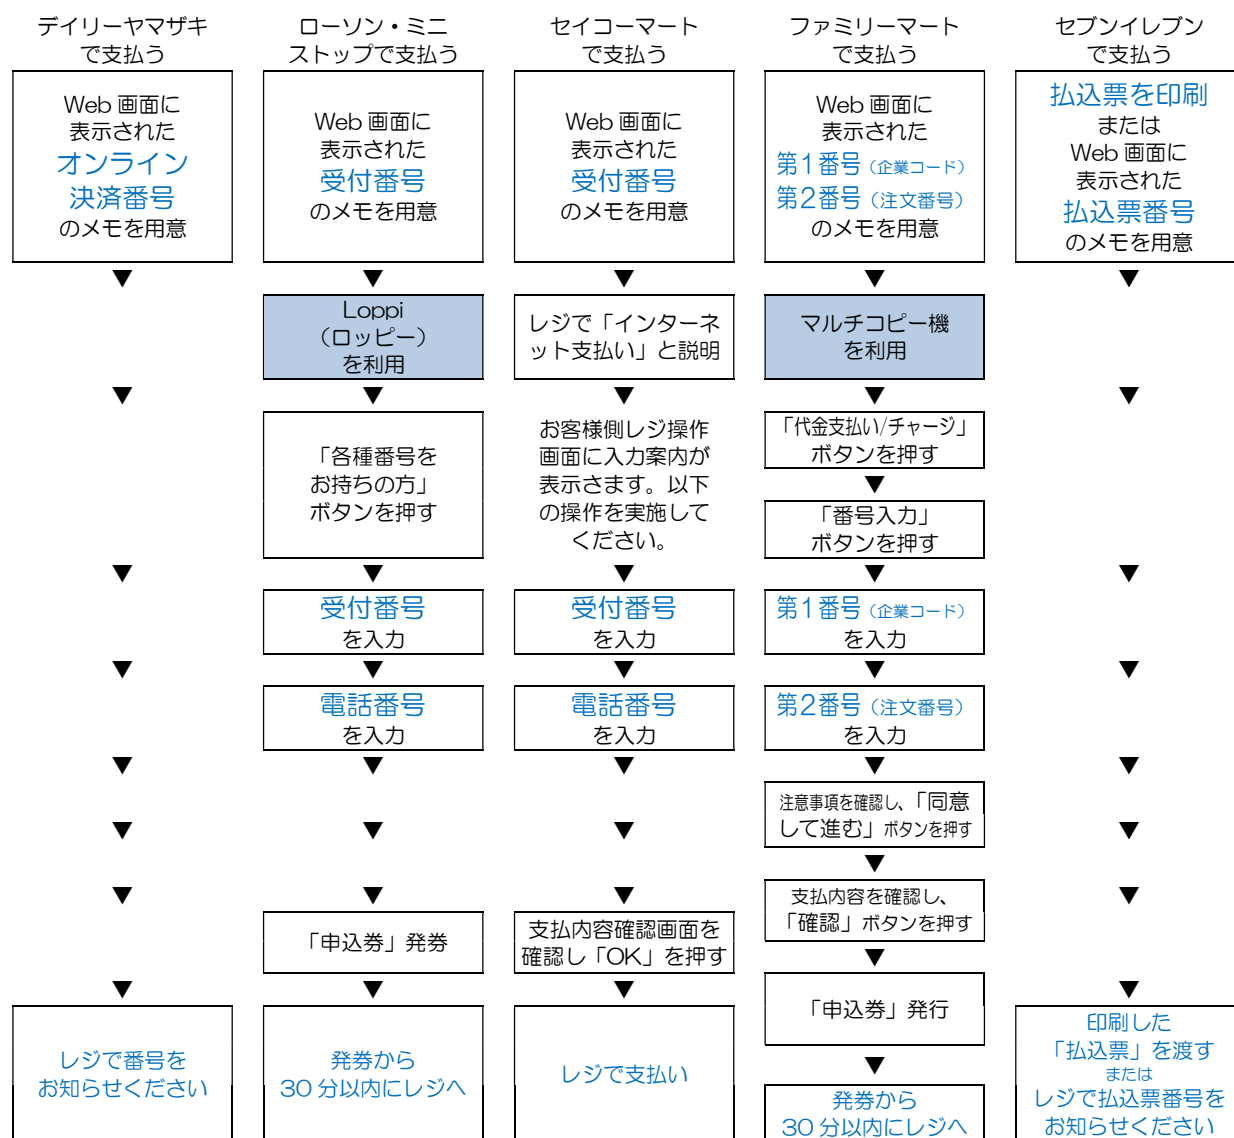 デイリーヤマザキ
で支払う
Web 画面に
表示された
オンライン
決済番号
のメモを用意
▼
▼
▼
▼
▼
▼
▼
▼
レジで番号を
お知らせください
ローソン・ミニ
ストップで支払う
Web 画面に
表示された
受付番号
のメモを用意
▼
Loppi
（ロッピー）
を利用
▼
「各種番号を
お持ちの方」
ボタンを押す
▼
受付番号
を入力
▼
電話番号
を入力
▼
▼
▼
「申込券」発券
▼
発券から
30 分以内にレジへ
セイコーマート
で支払う
Web 画面に
表示された
受付番号
のメモを用意
▼
レジで「インターネ
ット支払い」と説明
▼
お客様側レジ操作
画面に入力案内が
表示さます。以下
の操作を実施して
ください。
▼
受付番号
を入力
▼
電話番号
を入力
▼
▼
▼
支払内容確認画面を
確認し「OK」を押す
▼
レジで支払い
ファミリーマート
で支払う
Web 画面に
表示された
第1番号（企業コード）
第2番号（注文番号）
のメモを用意
▼
マルチコピー機
を利用
▼
「代金支払い/チャージ」
ボタンを押す
▼
「番号入力」
ボタンを押す
▼
第1番号（企業コード）
を入力
▼
第2番号（注文番号）
を入力
▼
注意事項を確認し、「同意
して進む」ボタンを押す
▼
支払内容を確認し、
「確認」ボタンを押す
▼
「申込券」発行
▼
発券から
30 分以内にレジへ
セブンイレブン
で支払う
払込票を印刷
または
Web 画面に
表示された
払込票番号
のメモを用意
▼
▼
▼
▼
▼
▼
▼
▼
印刷した
「払込票」を渡す
または
レジで払込票番号を
お知らせください